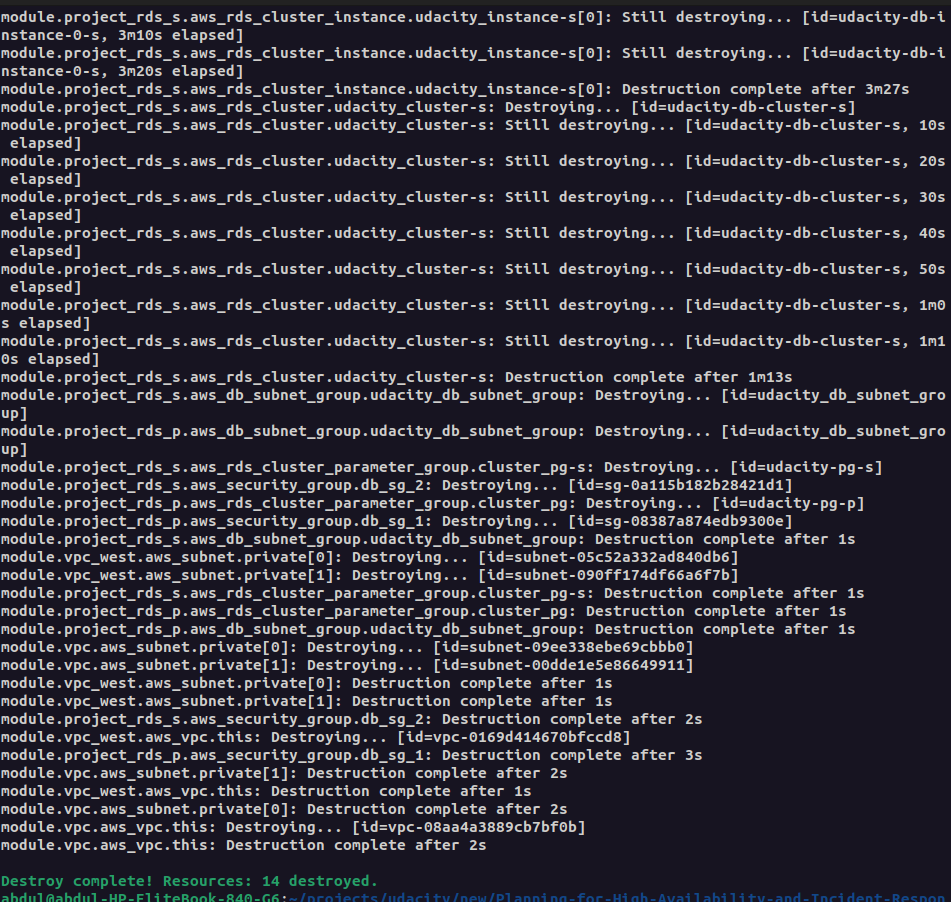 module.project_rds_s.aws_rds_cluster_instance.udacity_instance-s[0]: Still destroying... [id=udacity-db-i
nstance-0-s, 3m10s elapsed]
module.project_rds_s.aws_rds_cluster_instance.udacity_instance-s[0]: Still destroying... [id=udacity-db-i
nstance-0-s, 3m20s elapsed]
module.project_rds_s.aws_rds_cluster_instance.udacity_instance-s[0]: Destruction complete after 3m27s
module.project_rds_s.aws_rds_cluster.udacity_cluster-s: Destroying... [id=udacity-db-cluster-s]
module.project_rds_s.aws_rds_cluster.udacity_cluster-s: Still destroying... [id=udacity-db-cluster-s, 10s
 elapsed]
module.project_rds_s.aws_rds_cluster.udacity_cluster-s: Still destroying... [id=udacity-db-cluster-s, 20s
 elapsed]
module.project_rds_s.aws_rds_cluster.udacity_cluster-s: Still destroying... [id=udacity-db-cluster-s, 30s
 elapsed]
module.project_rds_s.aws_rds_cluster.udacity_cluster-s: Still destroying... [id=udacity-db-cluster-s, 40s
 elapsed]
module.project_rds_s.aws_rds_cluster.udacity_cluster-s: Still destroying... [id=udacity-db-cluster-s, 50s
 elapsed]
module.project_rds_s.aws_rds_cluster.udacity_cluster-s: Still destroying... [id=udacity-db-cluster-s, 1m0
s elapsed]
module.project_rds_s.aws_rds_cluster.udacity_cluster-s: Still destroying... [id=udacity-db-cluster-s, 1m1
0s elapsed]
module.project_rds_s.aws_rds_cluster.udacity_cluster-s: Destruction complete after 1m13s
module.project_rds_s.aws_db_subnet_group.udacity_db_subnet_group: Destroying... [id=udacity_db_subnet_gro
up]
module.project_rds_p.aws_db_subnet_group.udacity_db_subnet_group: Destroying... [id=udacity_db_subnet_gro
up]
module.project_rds_s.aws_rds_cluster_parameter_group.cluster_pg-s: Destroying... [id=udacity-pg-s]
module.project_rds_s.aws_security_group.db_sg_2: Destroying... [id=sg-0a115b182b28421d1]
module.project_rds_p.aws_rds_cluster_parameter_group.cluster_pg: Destroying... [id=udacity-pg-p]
module.project_rds_p.aws_security_group.db_sg_1: Destroying... [id=sg-08387a874edb9300e]
module.project_rds_s.aws_db_subnet_group.udacity_db_subnet_group: Destruction complete after 1s
module.vpc_west.aws_subnet.private[0]: Destroying... [id=subnet-05c52a332ad840db6]
module.vpc_west.aws_subnet.private[1]: Destroying... [id=subnet-090ff174df66a6f7b]
module.project_rds_s.aws_rds_cluster_parameter_group.cluster_pg-s: Destruction complete after 1s
module.project_rds_p.aws_rds_cluster_parameter_group.cluster_pg: Destruction complete after 1s
module.project_rds_p.aws_db_subnet_group.udacity_db_subnet_group: Destruction complete after 1s
module.vpc.aws_subnet.private[0]: Destroying... [id=subnet-09ee338ebe69cbbb0]
module.vpc.aws_subnet.private[1]: Destroying... [id=subnet-00dde1e5e86649911]
module.vpc_west.aws_subnet.private[0]: Destruction complete after 1s
module.vpc_west.aws_subnet.private[1]: Destruction complete after 1s
module.project_rds_s.aws_security_group.db_sg_2: Destruction complete after 2s
module.vpc_west.aws_vpc.this: Destroying... [id=vpc-0169d414670bfccd8]
module.project_rds_p.aws_security_group.db_sg_1: Destruction complete after 3s
module.vpc.aws_subnet.private[1]: Destruction complete after 2s
module.vpc_west.aws_vpc.this: Destruction complete after 1s
module.vpc.aws_subnet.private[0]: Destruction complete after 2s
module.vpc.aws_vpc.this: Destroying... [id=vpc-08aa4a3889cb7bf0b]
module.vpc.aws_vpc.this: Destruction complete after 2s

Destroy complete! Resources: 14 destroyed.
abdul@abdul-HP-EliteBook-840-G6:~/projects/udacity/new/Planning-for-High-Availability-and-Incident-Respon